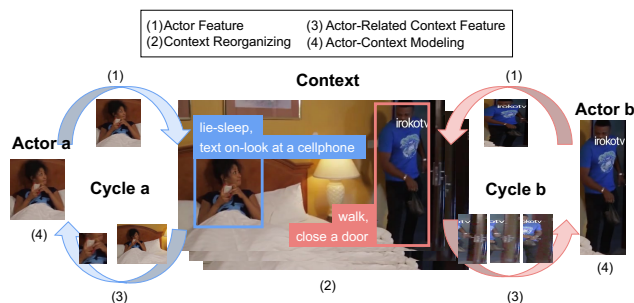 (1)Actor Feature
(3)Actor-Related Context Feature
(2)Context Reorganizing
(4)Actor-Context Modeling
(1)
Context
(1)
Actor a
Actor b
irokotv
irokotv
lie-sleep,
text on-look at a cellphone
Cycle a
Cycle b
walk,
close a door
(4)
(4)
(3)
(2)
(3)